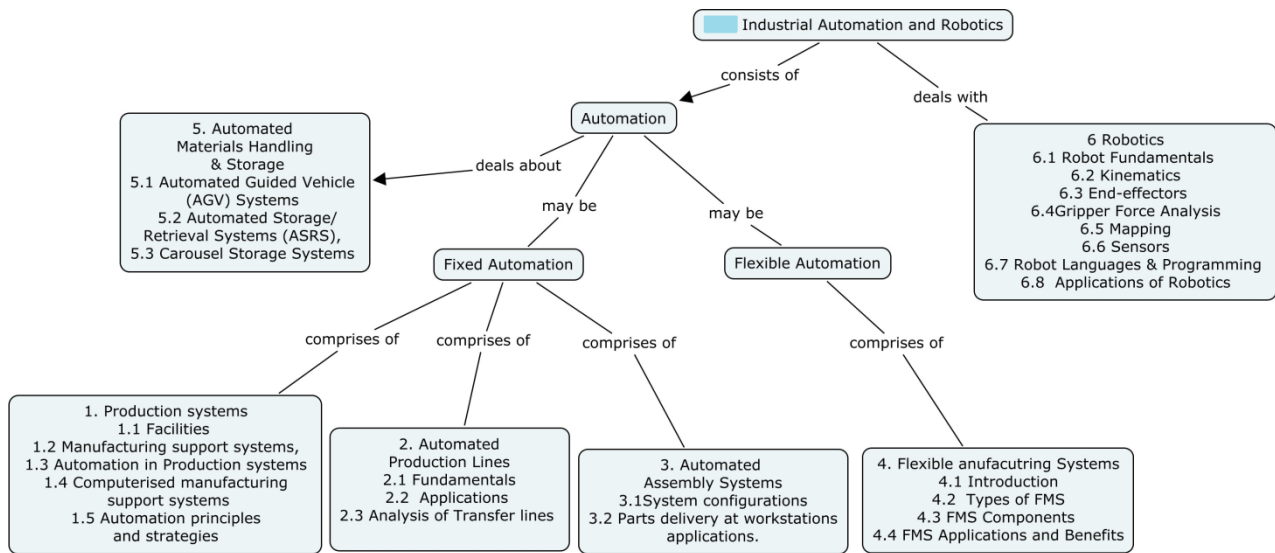 Industrial Automation and Robotics
consists of
deals with
Automation
5. Automated
Materials Handling
& Storage
5.1 Automated Guided Vehicle
(AGV) Systems
5.2 Automated Storage/
Retrieval Systems (ASRS),
5.3 Carousel Storage Systems
deals about
may be
may be
6 Robotics
6.1 Robot Fundamentals
6.2 Kinematics
6.3 End-effectors
6.4Gripper Force Analysis
6.5 Mapping
6.6 Sensors
6.7 Robot Languages & Programming
6.8 Applications of Robotics
Fixed Automation
Flexible Automation
comprises of
comprises of
comprises of
comprises of
1. Production systems
1.1 Facilities
1.2 Manufacturing support systems,
1.3 Automation in Production systems
1.4 Computerised manufacturing
support systems
1.5 Automation principles
and strategies
2. Automated
Production Lines
2.1 Fundamentals
2.2 Applications
2.3 Analysis of Transfer lines
3. Automated
Assembly Systems
3.1System configurations
3.2 Parts delivery at workstations
applications.
4. Flexible anufacutring Systems
4.1 Introduction
4.2 Types of FMS
4.3 FMS Components
4.4 FMS Applications and Benefits